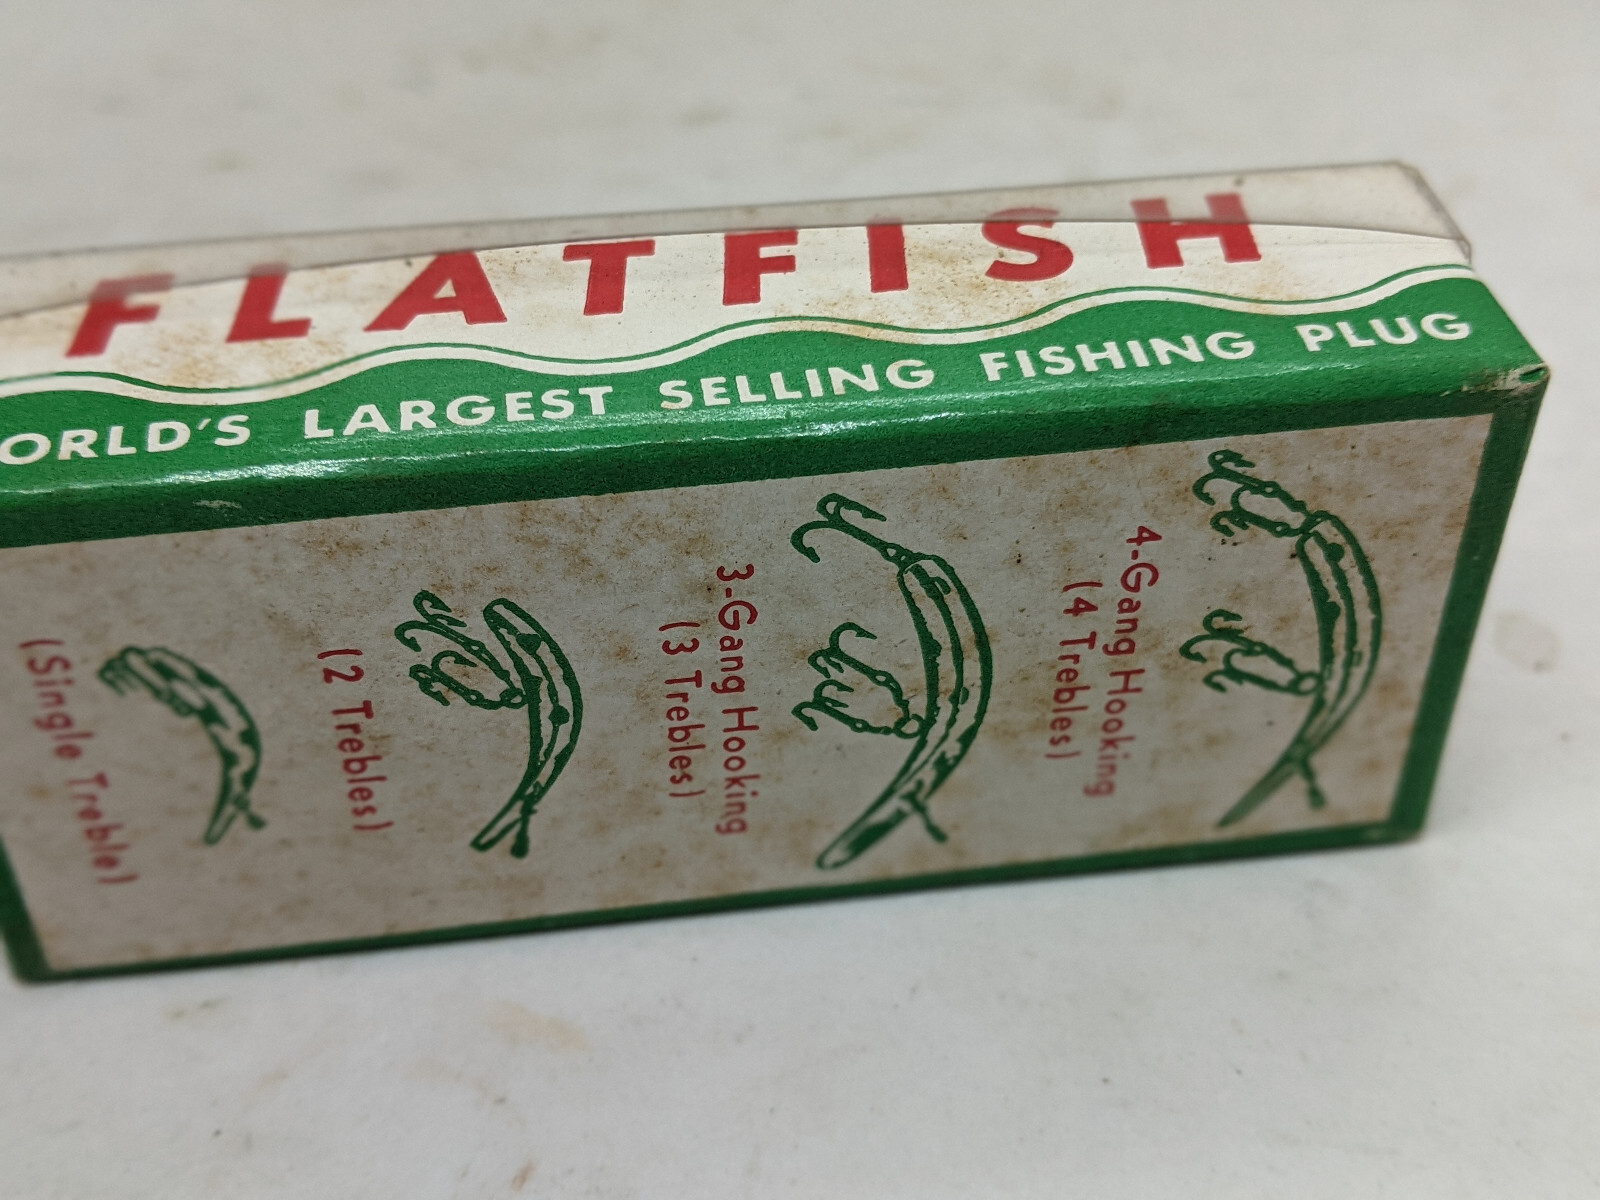 FLATFISH
ORLD'S LARGEST SELLING FISHING PLUG
(Single Treble)
(2 Trebles)
3-Gang Hooking
(3 Trebles)
4-Gang Hooking
(4 Trebles)